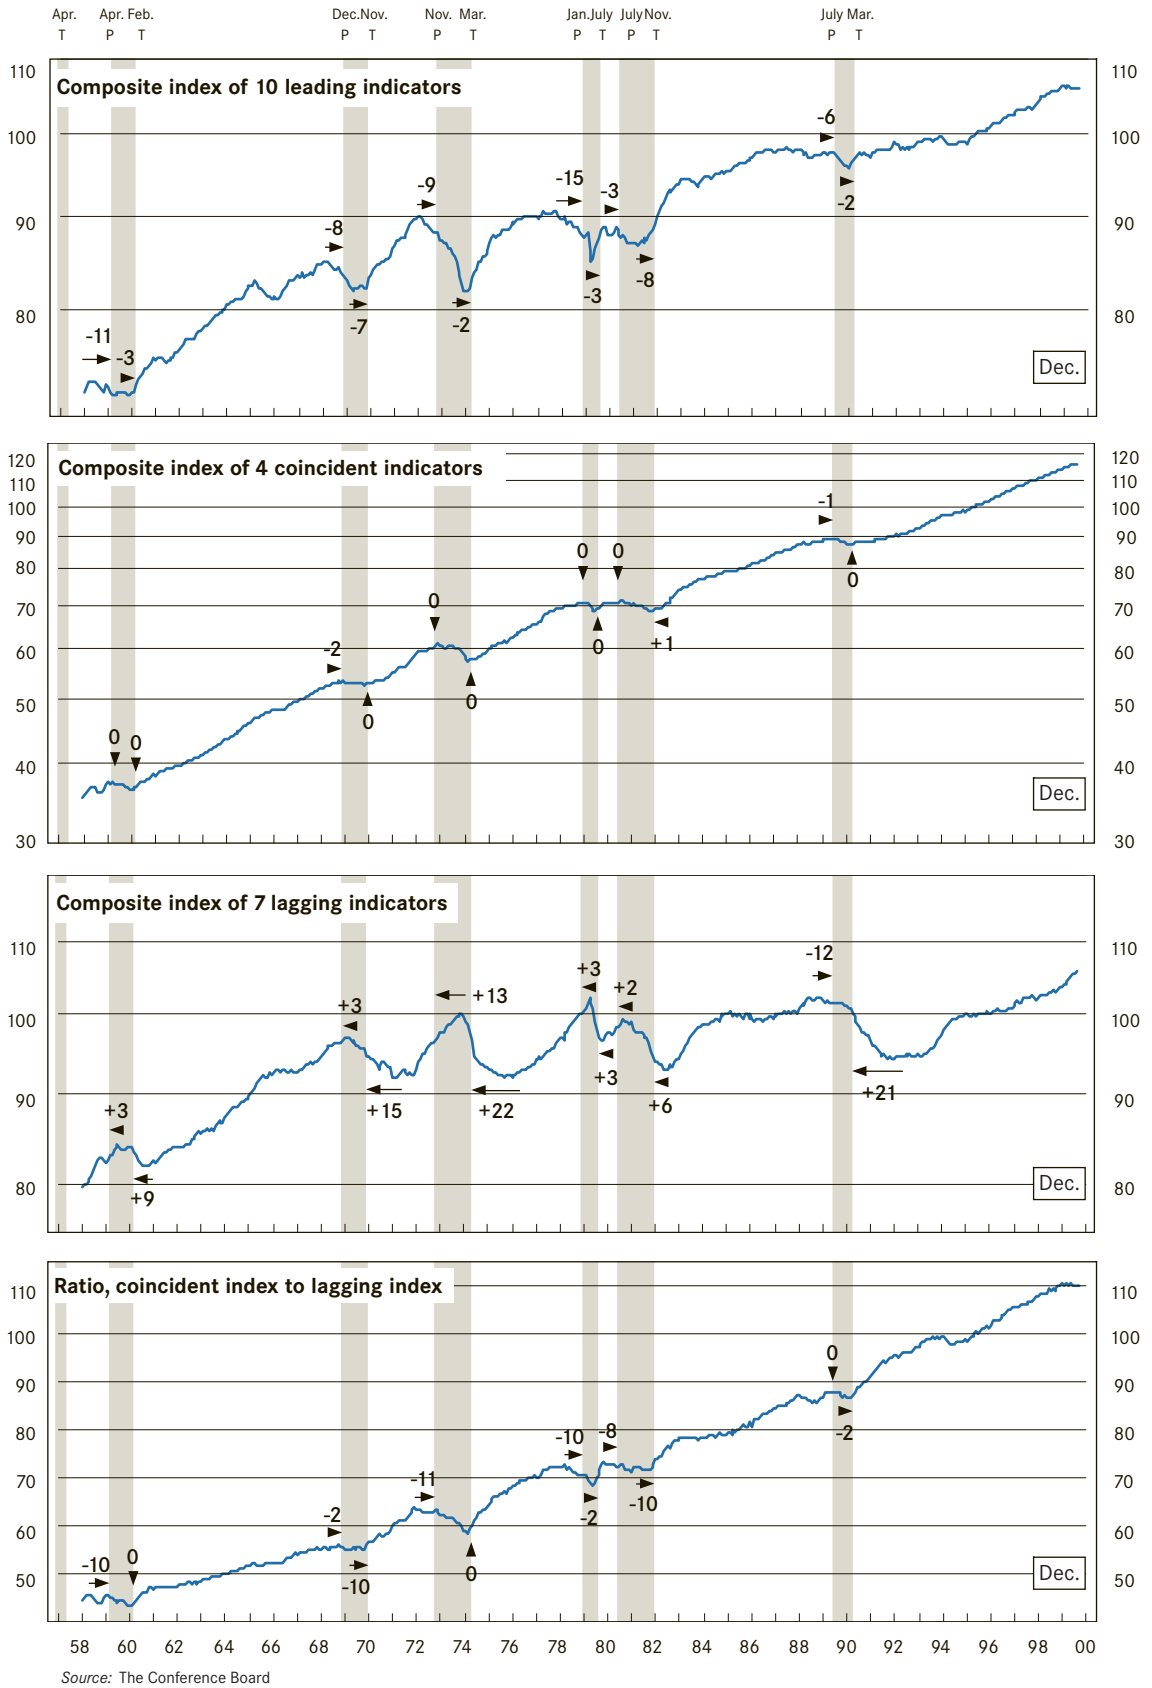 Apr. Apr. Feb. Dec. Nov. Nov. Mar. Jan. July July Nov. July Mar.
T P T P T P T P T P T P T
Composite index of 10 leading indicators
110 110
100 100
90 90
80 80
-11 -3 -8 -7 -9 -2 -15 -3 -3 -8 -6 -2
Dec.
Composite index of 4 coincident indicators
120 120
110 110
100 100
90 90
80 80
70 70
60 60
50 50
40 40
30 30
0 0 -2 0 0 0 0 0 0 +1 -1 0
Dec.
Composite index of 7 lagging indicators
110 110
100 100
90 90
80 80
+3 +9 +3 +15 +13 +22 +3 +3 +2 +6 -12 +21
Dec.
Ratio, coincident index to lagging index
110 110
100 100
90 90
80 80
70 70
60 60
50 50
-10 0 -2 -10 -11 0 -10 -2 -8 -10 0 -2
Dec.
58 60 62 64 66 68 70 72 74 76 78 80 82 84 86 88 90 92 94 96 98 00
Source: The Conference Board